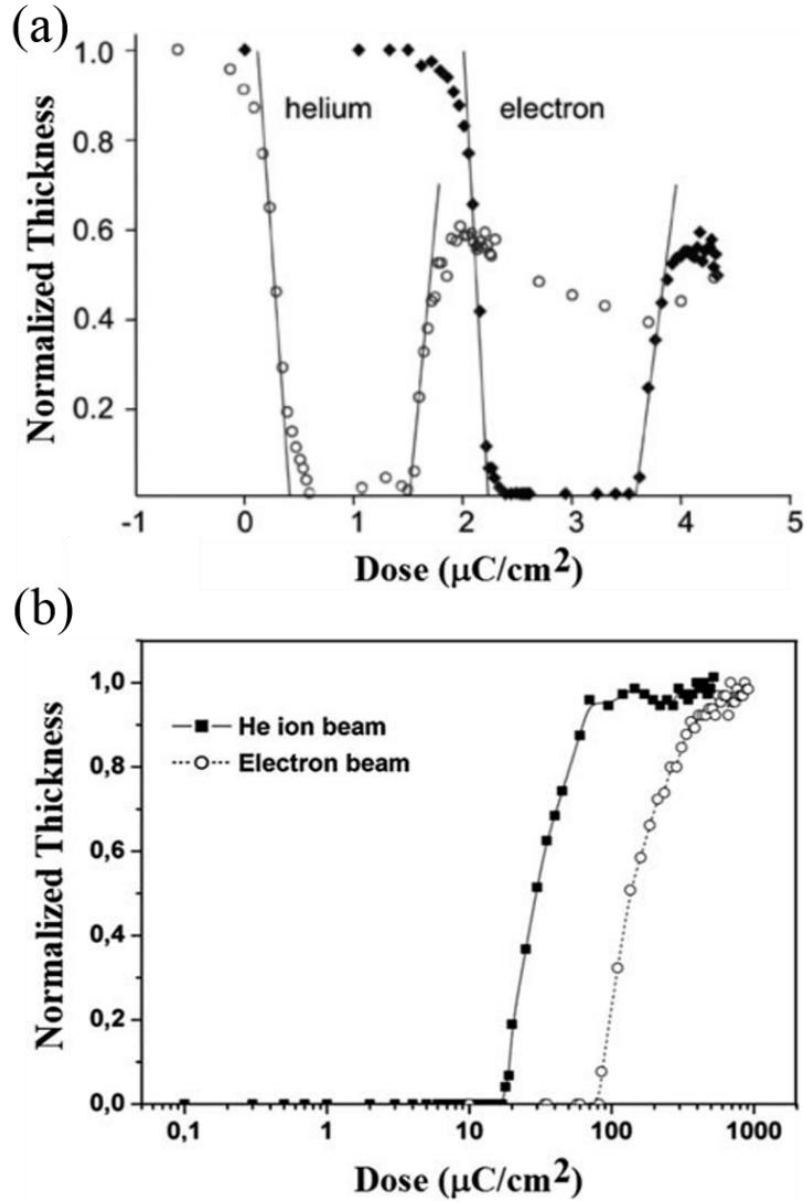 (a)
Normalized Thickness
1.0
0.8
0.6
0.4
0.2
helium
electron
-1 0 1 2 3 4 5
Dose (μC/cm²)
(b)
Normalized Thickness
1,0
0,8
0,6
0,4
0,2
0,0
He ion beam
Electron beam
0,1 1 10 100 1000
Dose (μC/cm²)